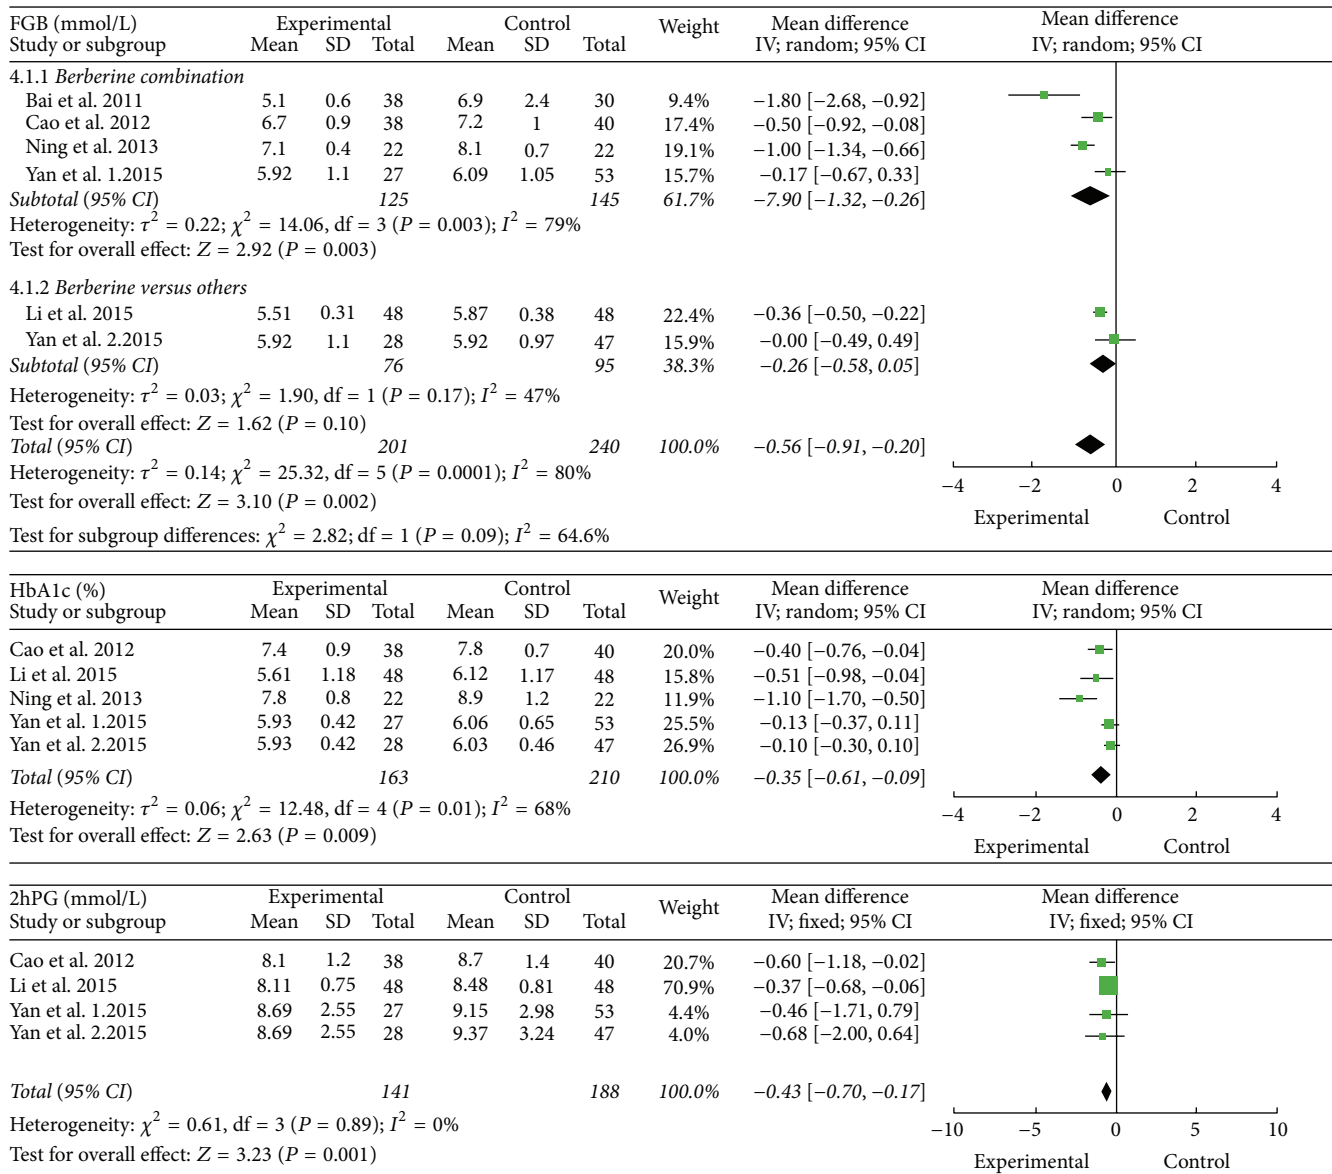 FGB (mmol/L) Experimental Control Weight Mean difference Mean difference
Study or subgroup Mean SD Total Mean SD Total IV; random; 95% CI IV; random; 95% CI
4.1.1 Berberine combination
Bai et al. 2011 5.1 0.6 38 6.9 2.4 30 9.4% −1.80 [−2.68, −0.92]
Cao et al. 2012 6.7 0.9 38 7.2 1 40 17.4% −0.50 [−0.92, −0.08]
Ning et al. 2013 7.1 0.4 22 8.1 0.7 22 19.1% −1.00 [−1.34, −0.66]
Yan et al. 1.2015 5.92 1.1 27 6.09 1.05 53 15.7% −0.17 [−0.67, 0.33]
Subtotal (95% CI) 125 145 61.7% −7.90 [−1.32, −0.26]
Heterogeneity: τ² = 0.22; χ² = 14.06, df = 3 (P = 0.003); I² = 79%
Test for overall effect: Z = 2.92 (P = 0.003)
4.1.2 Berberine versus others
Li et al. 2015 5.51 0.31 48 5.87 0.38 48 22.4% −0.36 [−0.50, −0.22]
Yan et al. 2.2015 5.92 1.1 28 5.92 0.97 47 15.9% −0.00 [−0.49, 0.49]
Subtotal (95% CI) 76 95 38.3% −0.26 [−0.58, 0.05]
Heterogeneity: τ² = 0.03; χ² = 1.90, df = 1 (P = 0.17); I² = 47%
Test for overall effect: Z = 1.62 (P = 0.10)
Total (95% CI) 201 240 100.0% −0.56 [−0.91, −0.20]
Heterogeneity: τ² = 0.14; χ² = 25.32, df = 5 (P = 0.0001); I² = 80%
−4 −2 0 2 4
Test for overall effect: Z = 3.10 (P = 0.002)
Experimental Control
Test for subgroup differences: χ² = 2.82; df = 1 (P = 0.09); I² = 64.6%
HbA1c (%) Experimental Control Weight Mean difference Mean difference
Study or subgroup Mean SD Total Mean SD Total IV; random; 95% CI IV; random; 95% CI
Cao et al. 2012 7.4 0.9 38 7.8 0.7 40 20.0% −0.40 [−0.76, −0.04]
Li et al. 2015 5.61 1.18 48 6.12 1.17 48 15.8% −0.51 [−0.98, −0.04]
Ning et al. 2013 7.8 0.8 22 8.9 1.2 22 11.9% −1.10 [−1.70, −0.50]
Yan et al. 1.2015 5.93 0.42 27 6.06 0.65 53 25.5% −0.13 [−0.37, 0.11]
Yan et al. 2.2015 5.93 0.42 28 6.03 0.46 47 26.9% −0.10 [−0.30, 0.10]
Total (95% CI) 163 210 100.0% −0.35 [−0.61, −0.09]
Heterogeneity: τ² = 0.06; χ² = 12.48, df = 4 (P = 0.01); I² = 68%
−4 −2 0 2 4
Test for overall effect: Z = 2.63 (P = 0.009)
Experimental Control
2hPG (mmol/L) Experimental Control Weight Mean difference Mean difference
Study or subgroup Mean SD Total Mean SD Total IV; fixed; 95% CI IV; fixed; 95% CI
Cao et al. 2012 8.1 1.2 38 8.7 1.4 40 20.7% −0.60 [−1.18, −0.02]
Li et al. 2015 8.11 0.75 48 8.48 0.81 48 70.9% −0.37 [−0.68, −0.06]
Yan et al. 1.2015 8.69 2.55 27 9.15 2.98 53 4.4% −0.46 [−1.71, 0.79]
Yan et al. 2.2015 8.69 2.55 28 9.37 3.24 47 4.0% −0.68 [−2.00, 0.64]
Total (95% CI) 141 188 100.0% −0.43 [−0.70, −0.17]
Heterogeneity: χ² = 0.61, df = 3 (P = 0.89); I² = 0%
−10 −5 0 5 10
Test for overall effect: Z = 3.23 (P = 0.001)
Experimental Control